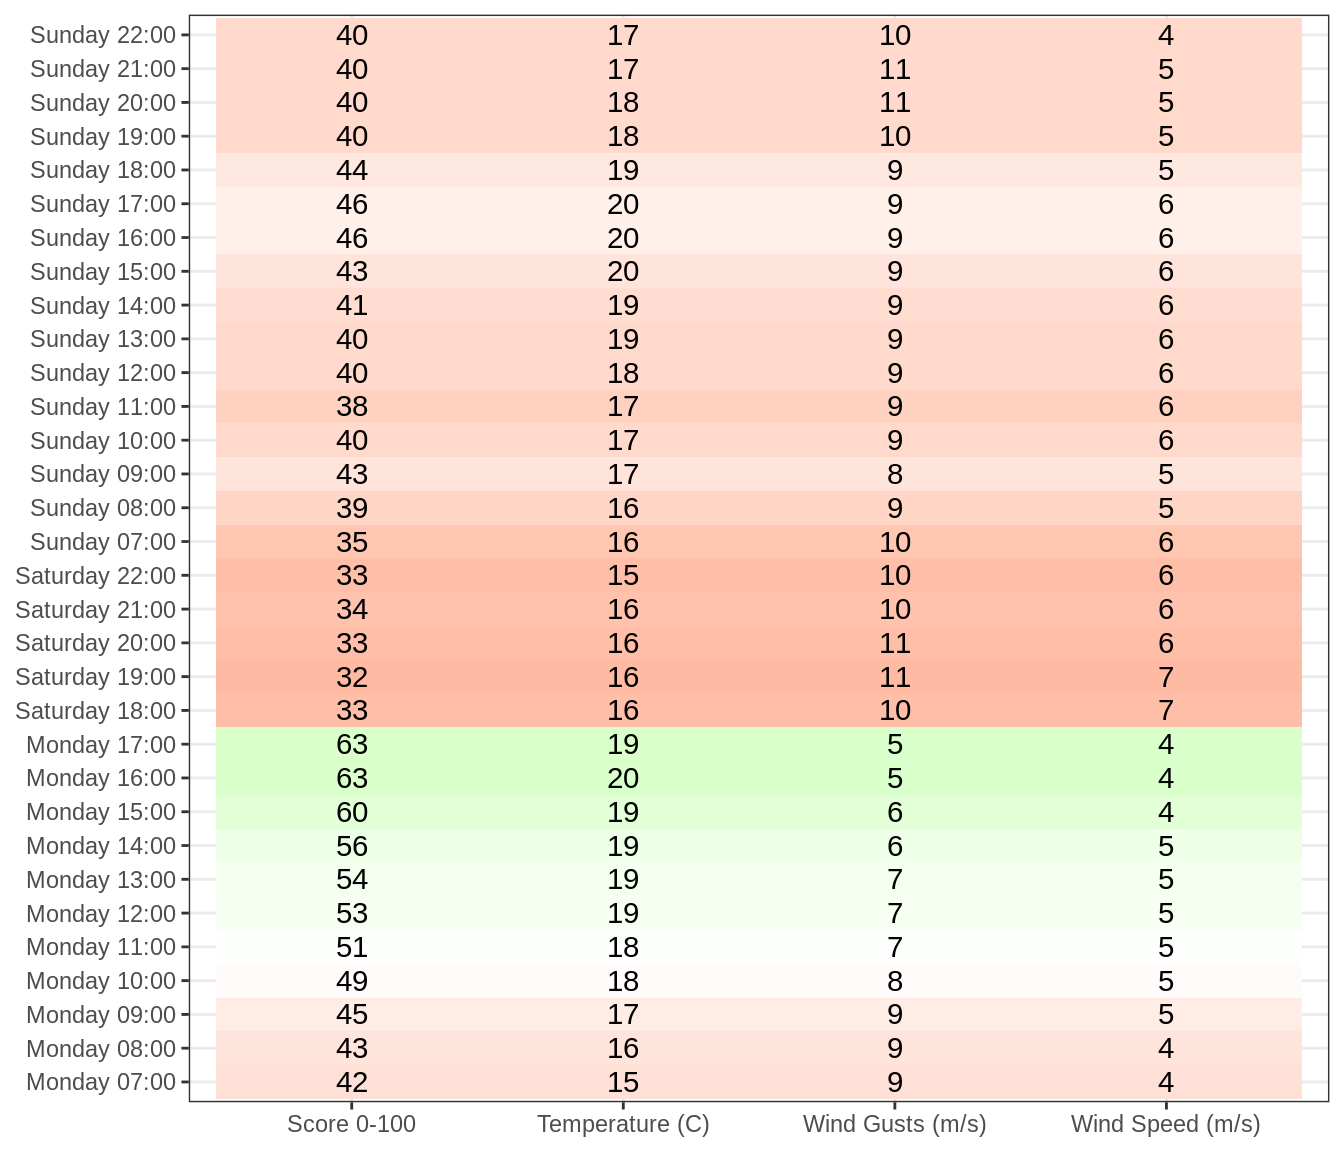 Sunday 22:00 40 17 10 4
Sunday 21:00 40 17 11 5
Sunday 20:00 40 18 11 5
Sunday 19:00 40 18 10 5
Sunday 18:00 44 19 9 5
Sunday 17:00 46 20 9 6
Sunday 16:00 46 20 9 6
Sunday 15:00 43 20 9 6
Sunday 14:00 41 19 9 6
Sunday 13:00 40 19 9 6
Sunday 12:00 40 18 9 6
Sunday 11:00 38 17 9 6
Sunday 10:00 40 17 9 6
Sunday 09:00 43 17 8 5
Sunday 08:00 39 16 9 5
Sunday 07:00 35 16 10 6
Saturday 22:00 33 15 10 6
Saturday 21:00 34 16 10 6
Saturday 20:00 33 16 11 6
Saturday 19:00 32 16 11 7
Saturday 18:00 33 16 10 7
Monday 17:00 63 19 5 4
Monday 16:00 63 20 5 4
Monday 15:00 60 19 6 4
Monday 14:00 56 19 6 5
Monday 13:00 54 19 7 5
Monday 12:00 53 19 7 5
Monday 11:00 51 18 7 5
Monday 10:00 49 18 8 5
Monday 09:00 45 17 9 5
Monday 08:00 43 16 9 4
Monday 07:00 42 15 9 4
Score 0-100 Temperature (C) Wind Gusts (m/s) Wind Speed (m/s)